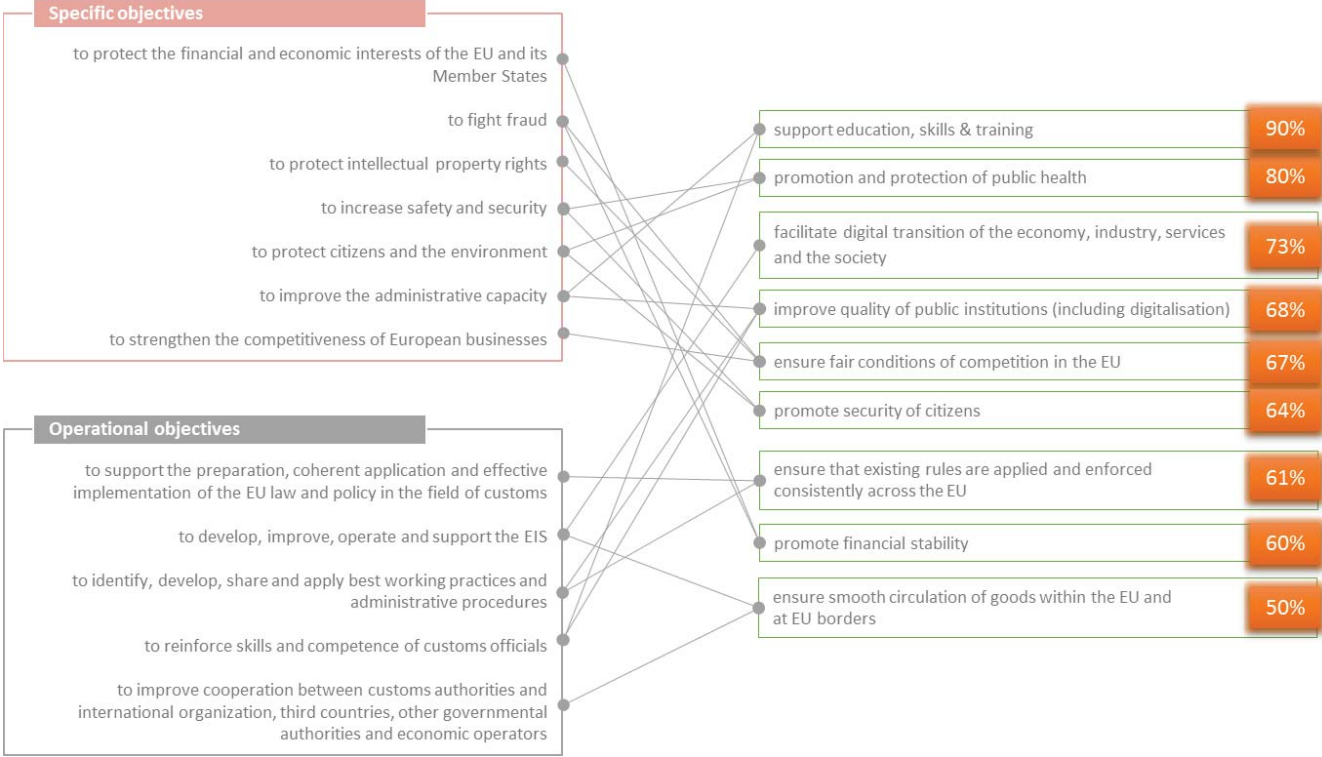 Specific objectives
to protect the financial and economic interests of the EU and its
Member States
to fight fraud
to protect intellectual property rights
to increase safety and security
to protect citizens and the environment
to improve the administrative capacity
to strengthen the competitiveness of European businesses
Operational objectives
to support the preparation, coherent application and effective
implementation of the EU law and policy in the field of customs
to develop, improve, operate and support the EIS
to identify, develop, share and apply best working practices and
administrative procedures
to reinforce skills and competence of customs officials
to improve cooperation between customs authorities and
international organization, third countries, other governmental
authorities and economic operators
support education, skills & training
90%
promotion and protection of public health
80%
facilitate digital transition of the economy, industry, services
and the society
73%
improve quality of public institutions (including digitalisation)
68%
ensure fair conditions of competition in the EU
67%
promote security of citizens
64%
ensure that existing rules are applied and enforced
consistently across the EU
61%
promote financial stability
60%
ensure smooth circulation of goods within the EU and
at EU borders
50%